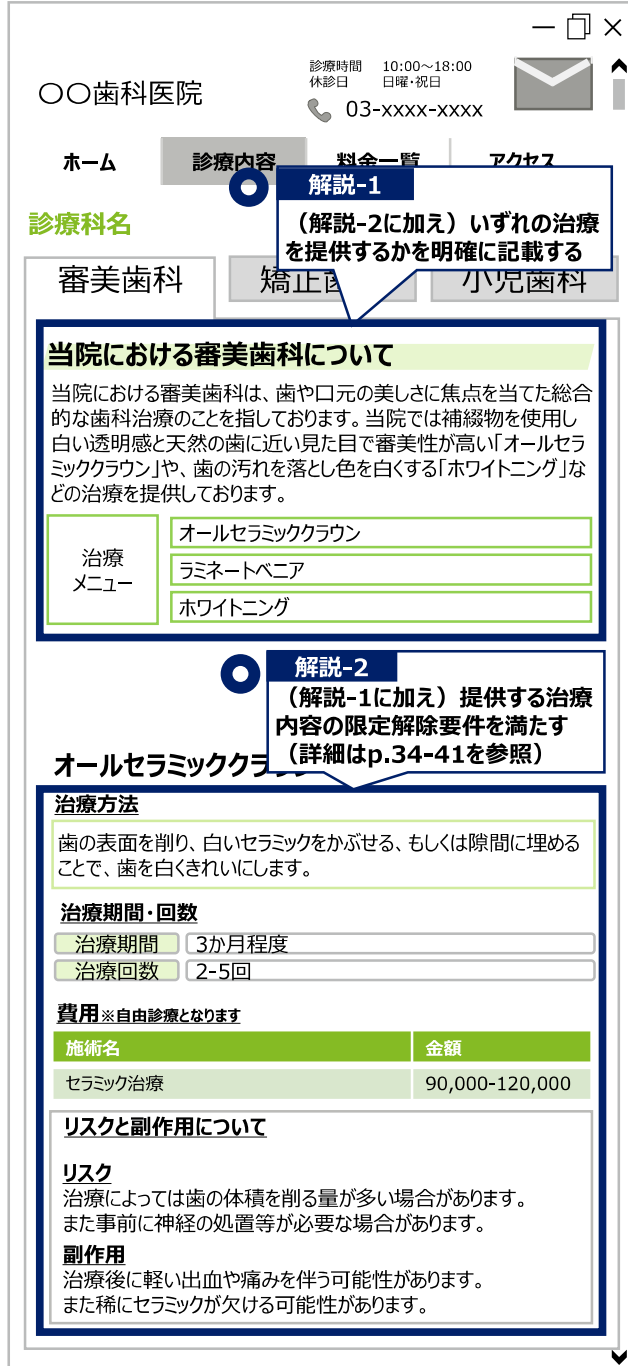 〇〇歯科医院
診療時間 10:00～18:00
休診日 日曜・祝日
03-xxxx-xxxx
ホーム 診療内容 料金一覧 アクセス
解説-1
（解説-2に加え）いずれの治療
を提供するかを明確に記載する
診療科名
審美歯科 矯正歯 小児歯科
当院における審美歯科について
当院における審美歯科は、歯や口元の美しさに焦点を当てた総合
的な歯科治療のことを指しております。当院では補綴物を使用し
白い透明感と天然の歯に近い見た目で審美性が高い「オールセラ
ミッククラウン」や、歯の汚れを落とし色を白くする「ホワイトニング」な
どの治療を提供しております。
治療
メニュー
オールセラミッククラウン
ラミネートベニア
ホワイトニング
解説-2
（解説-1に加え）提供する治療
内容の限定解除要件を満たす
（詳細はp.34-41を参照）
オールセラミッククラウン
治療方法
歯の表面を削り、白いセラミックをかぶせる、もしくは隙間に埋める
ことで、歯を白くきれいにします。
治療期間・回数
治療期間 3か月程度
治療回数 2-5回
費用※自由診療となります
施術名 金額
セラミック治療 90,000-120,000
リスクと副作用について
リスク
治療によっては歯の体積を削る量が多い場合があります。
また事前に神経の処置等が必要な場合があります。
副作用
治療後に軽い出血や痛みを伴う可能性があります。
また稀にセラミックが欠ける可能性があります。